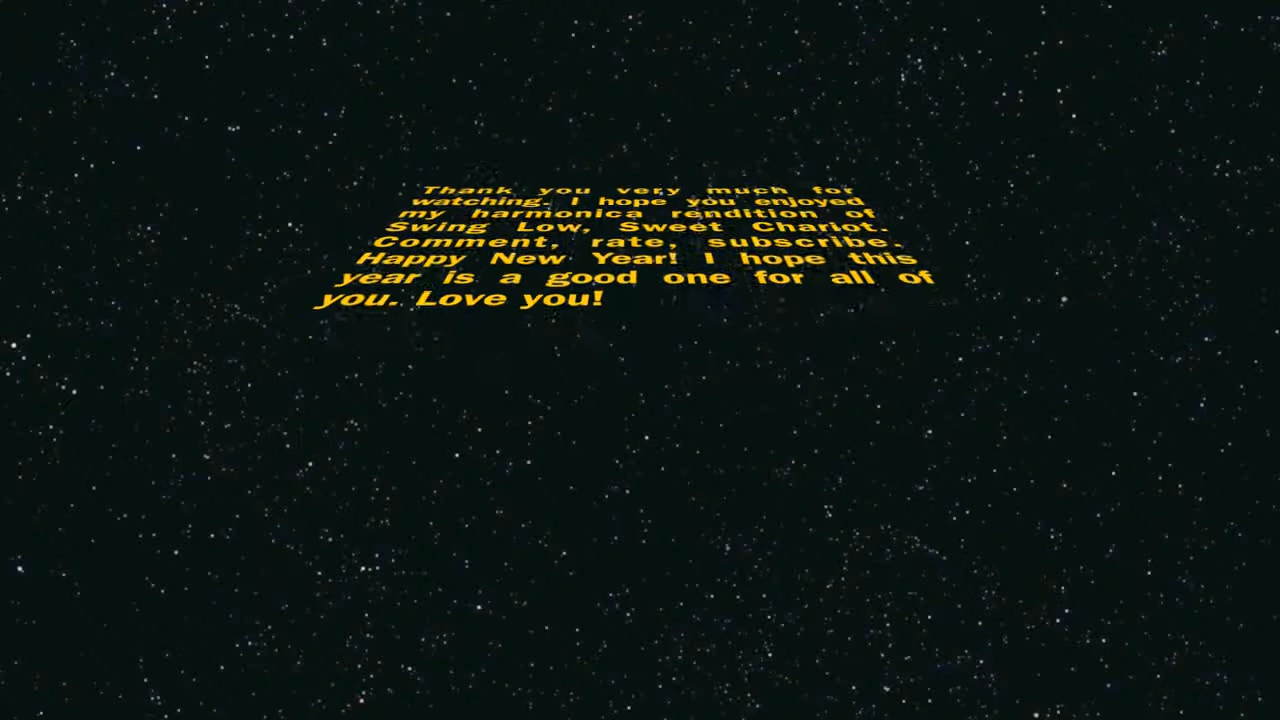 Thank you very much for
watching. I hope you enjoyed
my harmonica rendition of
Swing Low, Sweet Chariot.
Comment, rate, subscribe.
Happy New Year! I hope this
year is a good one for all of
you. Love you!